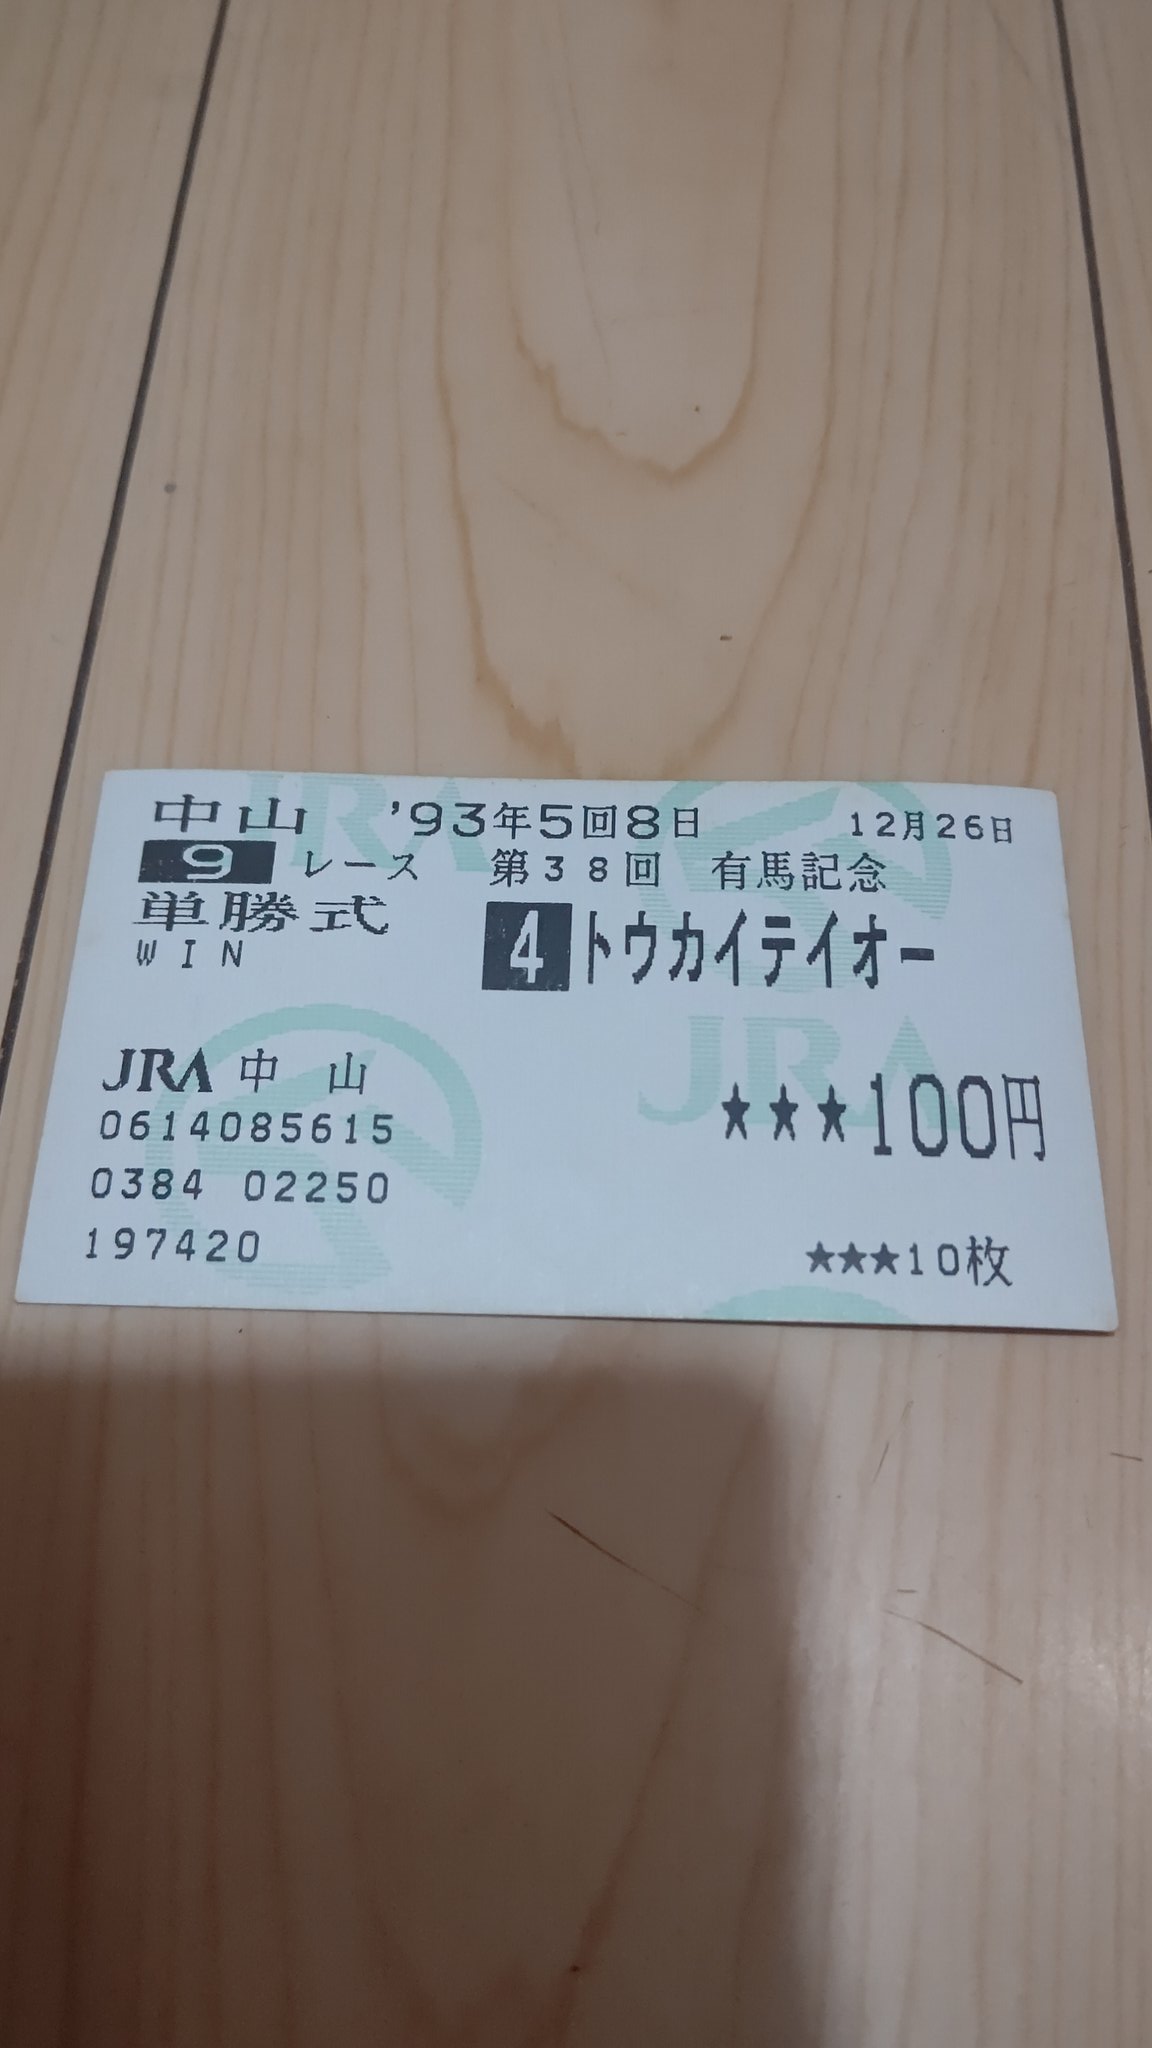 中山 '93年5回8日 12月26日
9 レース 第38回 有馬記念
単勝式 4 トウカイテイオー
WIN
JRA 中 山
0614085615 ★★★100円
0384 02250
197420 ★★★10枚